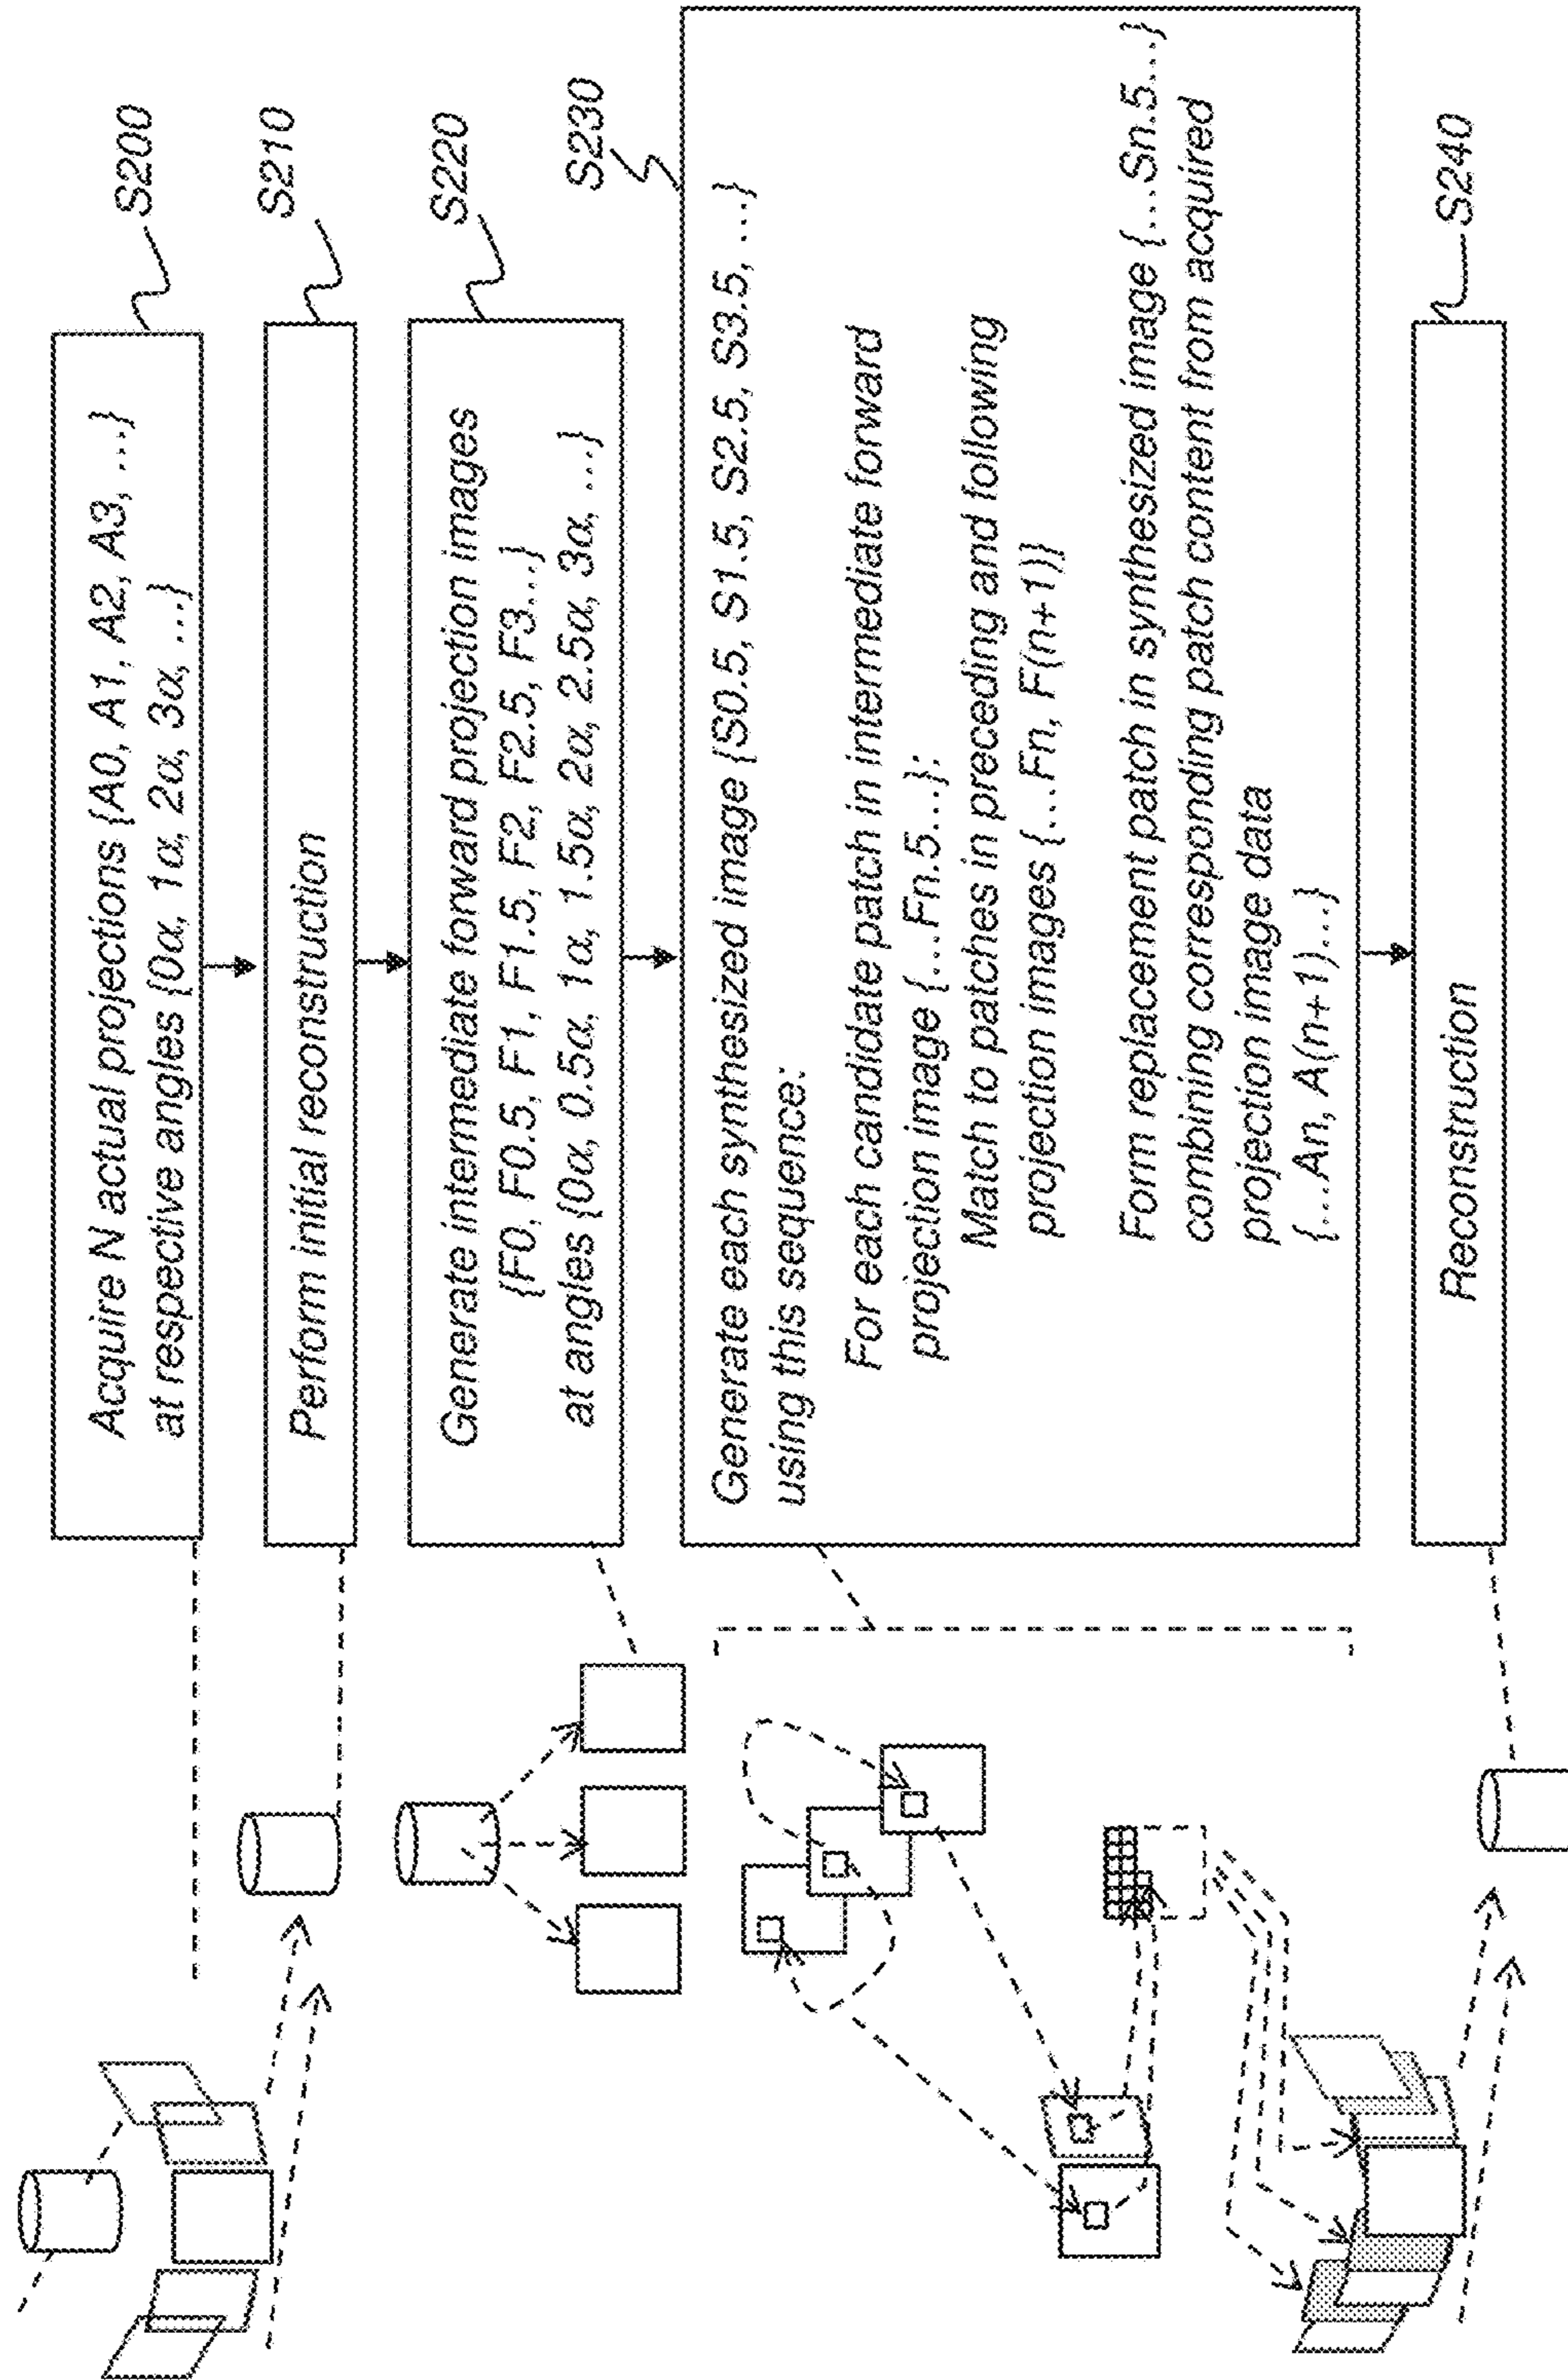 Acquire N actual projections {A0, A1, A2, A3, ...}
at respective angles {0α, 1α, 2α, 3α, ...}
S200
Perform initial reconstruction
S210
Generate intermediate forward projection images
{F0, F0.5, F1, F1.5, F2, F2.5, F3...}
at angles {0α, 0.5α, 1α, 1.5α, 2α, 2.5α, 3α, ...}
S220
Generate each synthesized image {S0.5, S1.5, S2.5, S3.5, ...}
using this sequence:
For each candidate patch in intermediate forward
projection image {...Fn.5...}:
Match to patches in preceding and following
projection images {...Fn, F(n+1)}
Form replacement patch in synthesized image {...Sn.5...}
combining corresponding patch content from acquired
projection image data
{...An, A(n+1)...}
S230
Reconstruction
S240